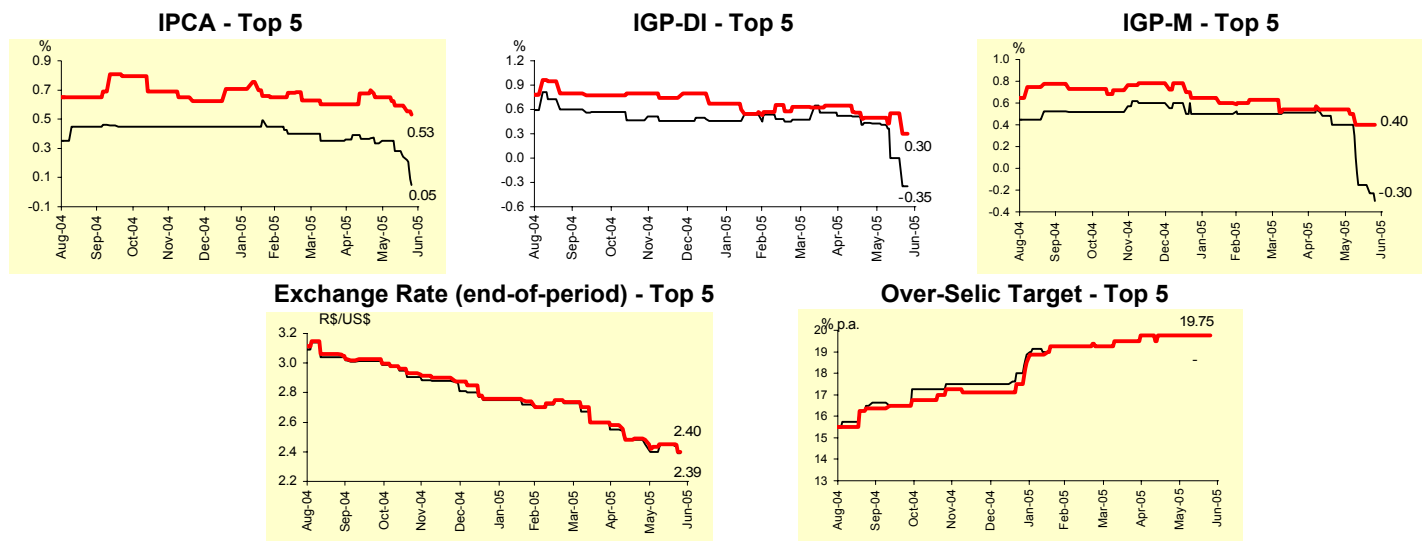 IPCA - Top 5
%
0.9
0.7
0.5
0.3
0.1
-0.1
0.53
0.05
Aug-04
Sep-04
Oct-04
Nov-04
Dec-04
Jan-05
Feb-05
Mar-05
Apr-05
May-05
Jun-05
IGP-DI - Top 5
%
1.2
0.9
0.6
0.3
0.0
-0.3
-0.6
0.30
-0.35
Aug-04
Sep-04
Oct-04
Nov-04
Dec-04
Jan-05
Feb-05
Mar-05
Apr-05
May-05
Jun-05
IGP-M - Top 5
%
1.0
0.8
0.6
0.4
0.2
0.0
-0.2
-0.4
0.40
-0.30
Aug-04
Sep-04
Oct-04
Nov-04
Dec-04
Jan-05
Feb-05
Mar-05
Apr-05
May-05
Jun-05
Exchange Rate (end-of-period) - Top 5
R$/US$
3.2
3.0
2.8
2.6
2.4
2.2
2.40
2.39
Aug-04
Sep-04
Oct-04
Nov-04
Dec-04
Jan-05
Feb-05
Mar-05
Apr-05
May-05
Jun-05
Over-Selic Target - Top 5
% p.a.
20
19
18
17
16
15
14
13
19.75
-
Aug-04
Sep-04
Oct-04
Nov-04
Dec-04
Jan-05
Feb-05
Mar-05
Apr-05
May-05
Jun-05